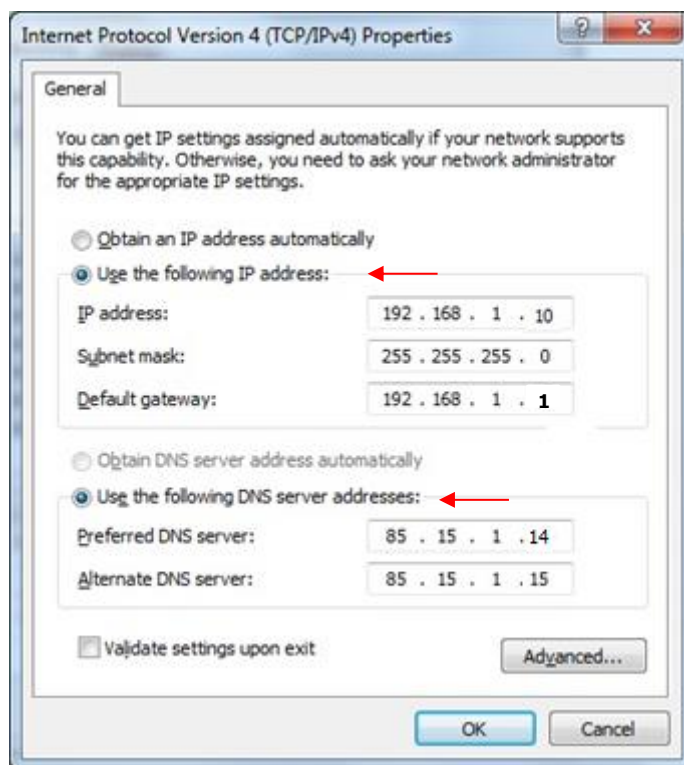 Internet Protocol Version 4 (TCP/IPv4) Properties
General
You can get IP settings assigned automatically if your network supports
this capability. Otherwise, you need to ask your network administrator
for the appropriate IP settings.
Obtain an IP address automatically
Use the following IP address:
IP address: 192 . 168 . 1 . 10
Subnet mask: 255 . 255 . 255 . 0
Default gateway: 192 . 168 . 1 . 1
Obtain DNS server address automatically
Use the following DNS server addresses:
Preferred DNS server: 85 . 15 . 1 . 14
Alternate DNS server: 85 . 15 . 1 . 15
Validate settings upon exit
Advanced...
OK
Cancel